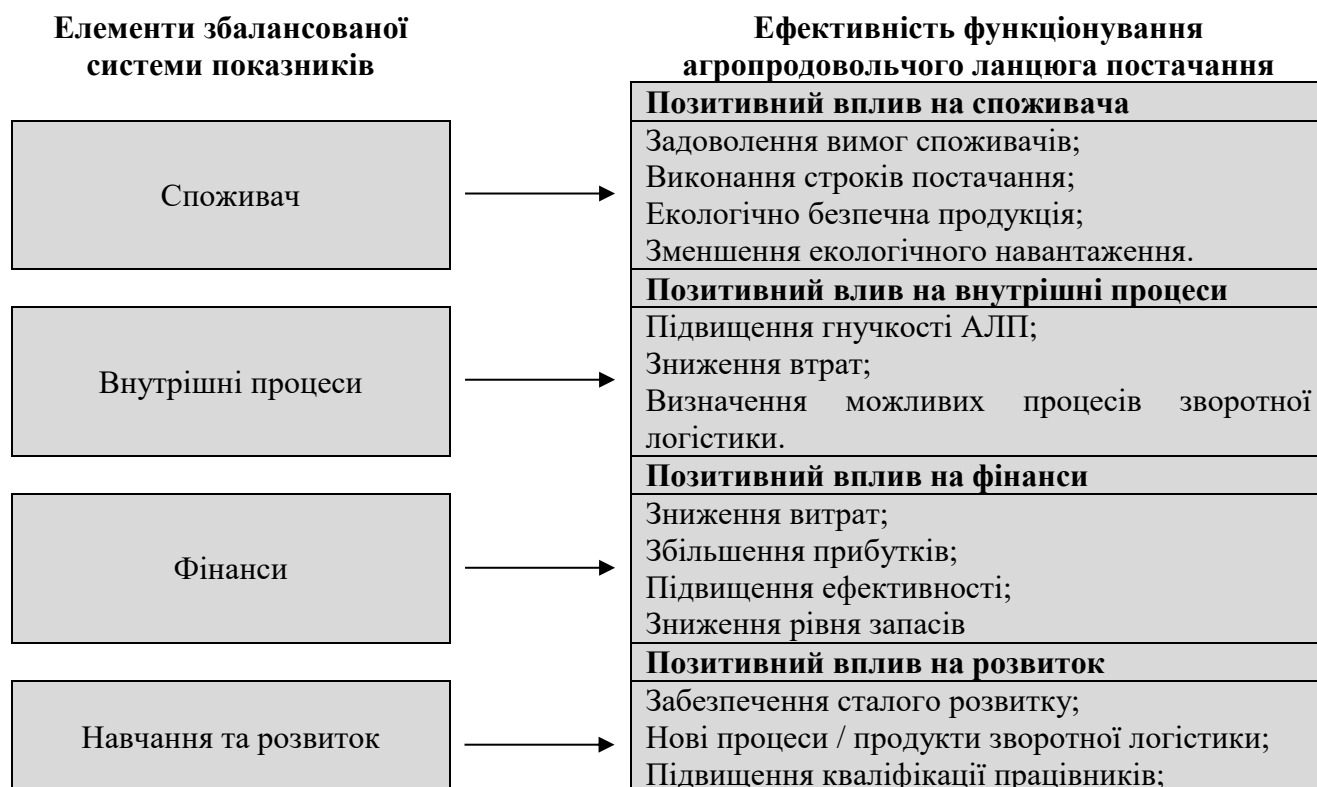 Елементи збалансованої
системи показників
Ефективність функціонування
агропродовольчого ланцюга постачання
Споживач
Позитивний вплив на споживача
Задоволення вимог споживачів;
Виконання строків постачання;
Екологічно безпечна продукція;
Зменшення екологічного навантаження.
Внутрішні процеси
Позитивний влив на внутрішні процеси
Підвищення гнучкості АЛП;
Зниження втрат;
Визначення можливих процесів зворотної
логістики.
Фінанси
Позитивний вплив на фінанси
Зниження витрат;
Збільшення прибутків;
Підвищення ефективності;
Зниження рівня запасів
Навчання та розвиток
Позитивний вплив на розвиток
Забезпечення сталого розвитку;
Нові процеси / продукти зворотної логістики;
Підвищення кваліфікації працівників;